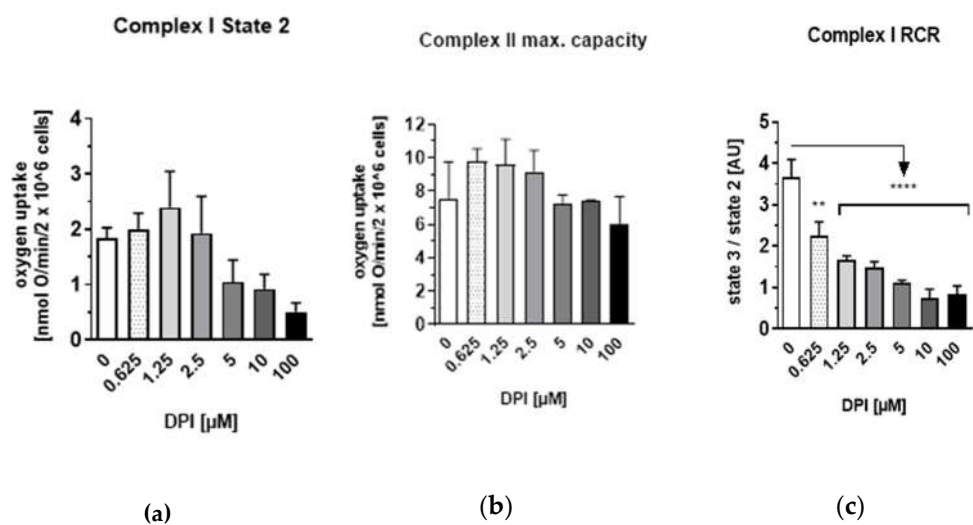 Complex I State 2
oxygen uptake
[nmol O/min/2 x 10^6 cells]
4
3
2
1
0
0
0.625
1.25
2.5
5
10
100
DPI [µM]
(a)
Complex II max. capacity
oxygen uptake
[nmol O/min/2 x 10^6 cells]
12
10
8
6
4
2
0
0
0.625
1.25
2.5
5
10
100
DPI [µM]
(b)
Complex I RCR
state 3 / state 2 [AU]
5
4
3
2
1
0
**
****
0
0.625
1.25
2.5
5
10
100
DPI [µM]
(c)